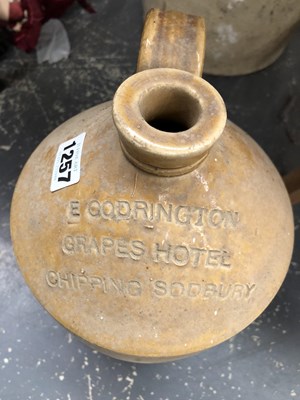 1257
E CODRINGTON
GRAPES HOTEL
CHIPPING SODBURY